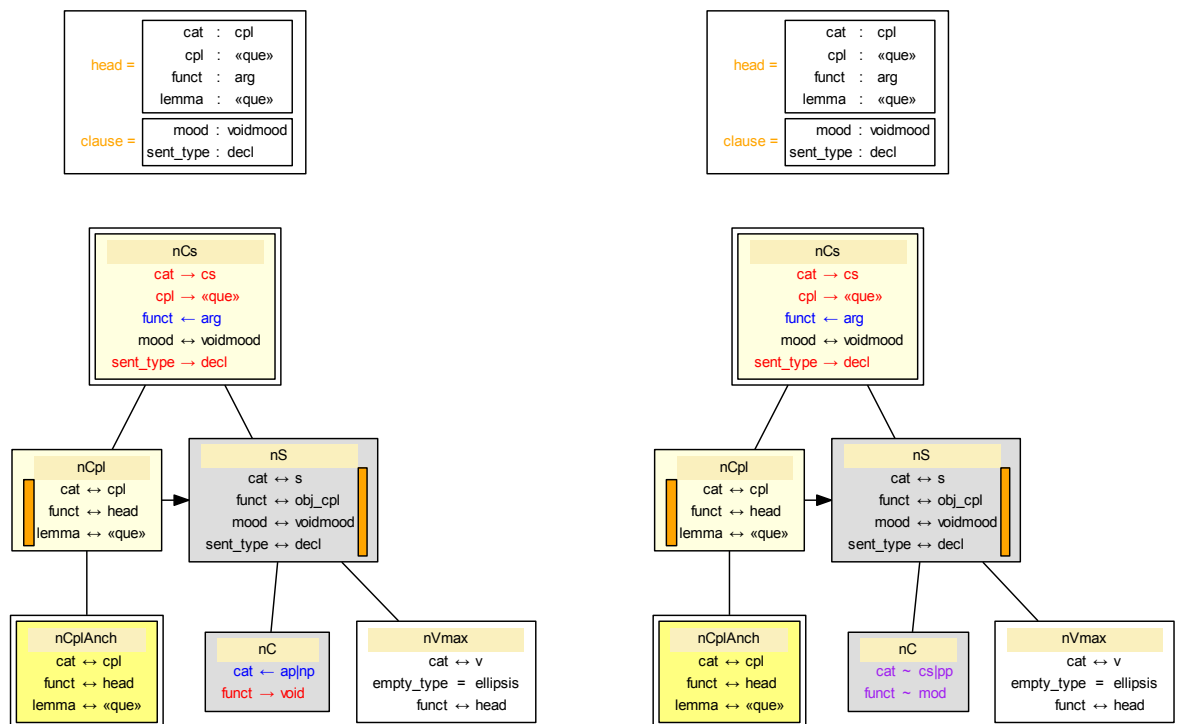 head =
cat : cpl
cpl : «que»
funct : arg
lemma : «que»
clause =
mood : voidmood
sent_type : decl
nCs
cat → cs
cpl → «que»
funct ← arg
mood ↔ voidmood
sent_type → decl
nCpl
cat ↔ cpl
funct ↔ head
lemma ↔ «que»
nS
cat ↔ s
funct ↔ obj_cpl
mood ↔ voidmood
sent_type ↔ decl
nCplAnch
cat ↔ cpl
funct ↔ head
lemma ↔ «que»
nC
cat ← ap|np
funct → void
nVmax
cat ↔ v
empty_type = ellipsis
funct ↔ head
head =
cat : cpl
cpl : «que»
funct : arg
lemma : «que»
clause =
mood : voidmood
sent_type : decl
nCs
cat → cs
cpl → «que»
funct ← arg
mood ↔ voidmood
sent_type → decl
nCpl
cat ↔ cpl
funct ↔ head
lemma ↔ «que»
nS
cat ↔ s
funct ↔ obj_cpl
mood ↔ voidmood
sent_type ↔ decl
nCplAnch
cat ↔ cpl
funct ↔ head
lemma ↔ «que»
nC
cat ~ cs|pp
funct ~ mod
nVmax
cat ↔ v
empty_type = ellipsis
funct ↔ head